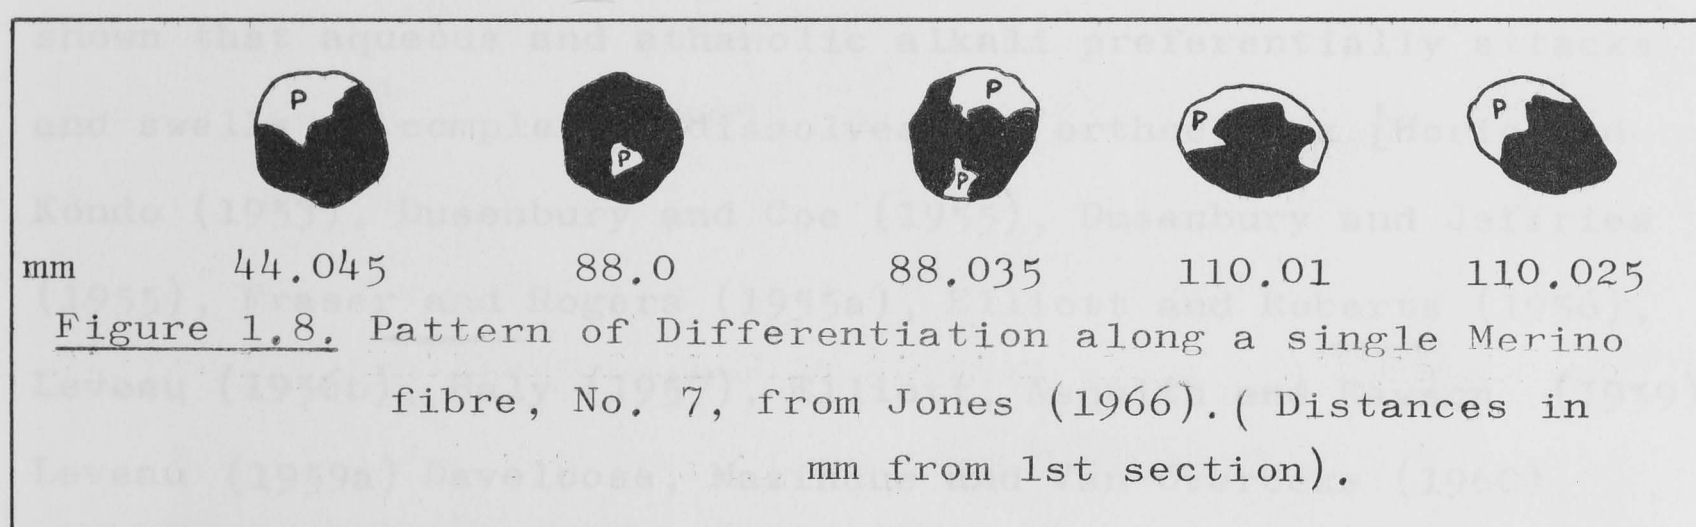 P P P P P P
mm 44.045 88.0 88.035 110.01 110.025
Figure 1.8. Pattern of Differentiation along a single Merino
fibre, No. 7, from Jones (1966). ( Distances in
mm from 1st section).